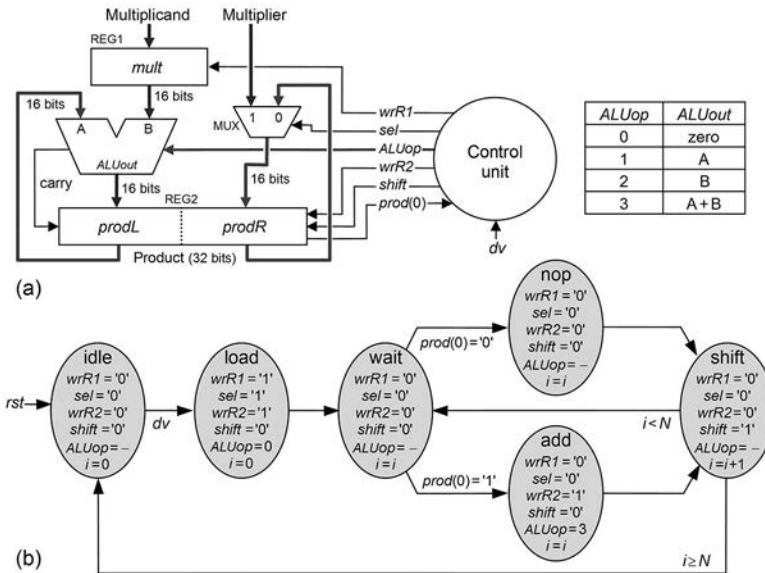 Multiplicand
Multiplier
REG1
mult
16 bits
16 bits
A
B
1 0
MUX
ALUout
carry
16 bits
16 bits
REG2
prodL
prodR
Product (32 bits)
wrR1
sel
ALUop
wrR2
shift
prod(0)
Control
unit
dv
ALUop ALUout
0 zero
1 A
2 B
3 A+B
(a)
rst
idle
wrR1='0'
sel='0'
wrR2='0'
shift='0'
ALUop=–
i=0
dv
load
wrR1='1'
sel='1'
wrR2='1'
shift='0'
ALUop=0
i=0
wait
wrR1='0'
sel='0'
wrR2='0'
shift='0'
ALUop=–
i=i
prod(0)='0'
nop
wrR1='0'
sel='0'
wrR2='0'
shift='0'
ALUop=–
i=i
prod(0)='1'
add
wrR1='0'
sel='0'
wrR2='1'
shift='0'
ALUop=3
i=i
shift
wrR1='0'
sel='0'
wrR2='0'
shift='1'
ALUop=–
i=i+1
i<N
i≥N
(b)